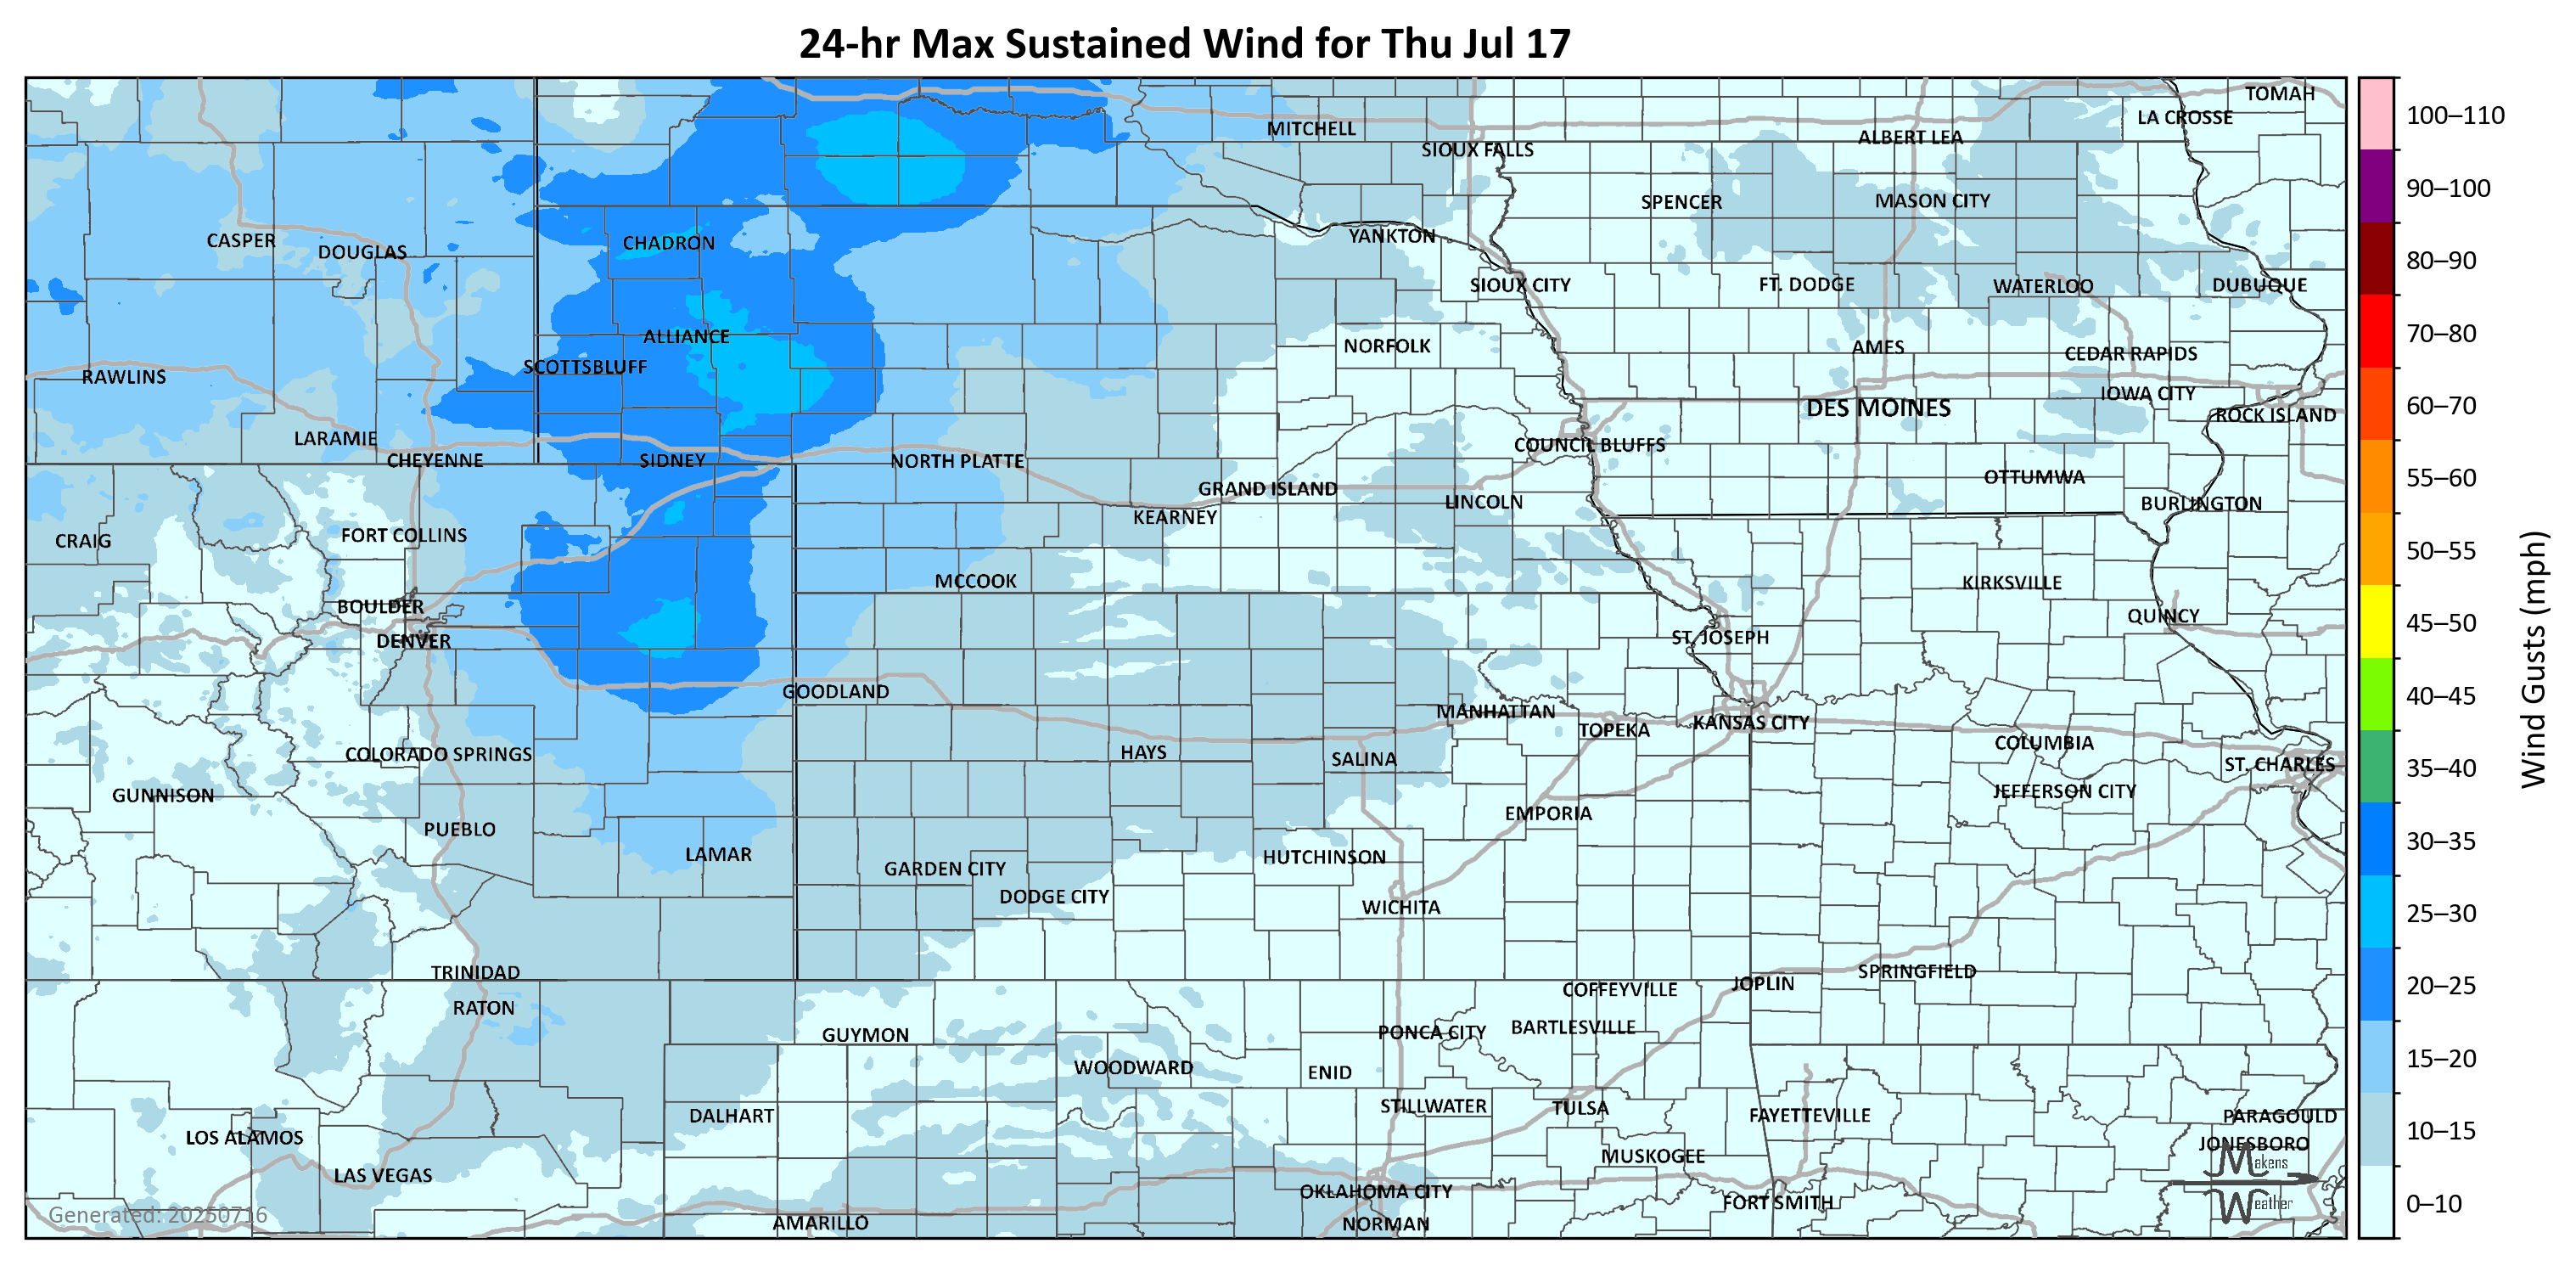 24-hr Max Sustained Wind for Thu Jul 17
TOMAH
LA CROSSE
MITCHELL
ALBERT LEA
SIOUX FALLS
SPENCER
MASON CITY
CASPER
DOUGLAS
CHADRON
YANKTON
SIOUX CITY
FT. DODGE
WATERLOO
DUBUQUE
ALLIANCE
NORFOLK
AMES
CEDAR RAPIDS
SCOTTSBLUFF
RAWLINS
IOWA CITY
DES MOINES
ROCK ISLAND
LARAMIE
COUNCIL BLUFFS
CHEYENNE
SIDNEY
NORTH PLATTE
OTTUMWA
GRAND ISLAND
LINCOLN
BURLINGTON
KEARNEY
FORT COLLINS
CRAIG
MCCOOK
KIRKSVILLE
BOULDER
QUINCY
DENVER
ST. JOSEPH
GOODLAND
MANHATTAN
KANSAS CITY
TOPEKA
COLUMBIA
COLORADO SPRINGS
HAYS
SALINA
ST. CHARLES
GUNNISON
JEFFERSON CITY
EMPORIA
PUEBLO
LAMAR
HUTCHINSON
GARDEN CITY
DODGE CITY
WICHITA
TRINIDAD
SPRINGFIELD
JOPLIN
COFFEYVILLE
RATON
GUYMON
PONCA CITY
BARTLESVILLE
WOODWARD
ENID
STILLWATER
TULSA
DALHART
FAYETTEVILLE
PARAGOULD
LOS ALAMOS
JONESBORO
MUSKOGEE
LAS VEGAS
OKLAHOMA CITY
FORT SMITH
AMARILLO
NORMAN
Makens
Weather
Generated: 20250716
100–110
90–100
80–90
70–80
60–70
55–60
50–55
45–50
40–45
35–40
30–35
25–30
20–25
15–20
10–15
0–10
Wind Gusts (mph)